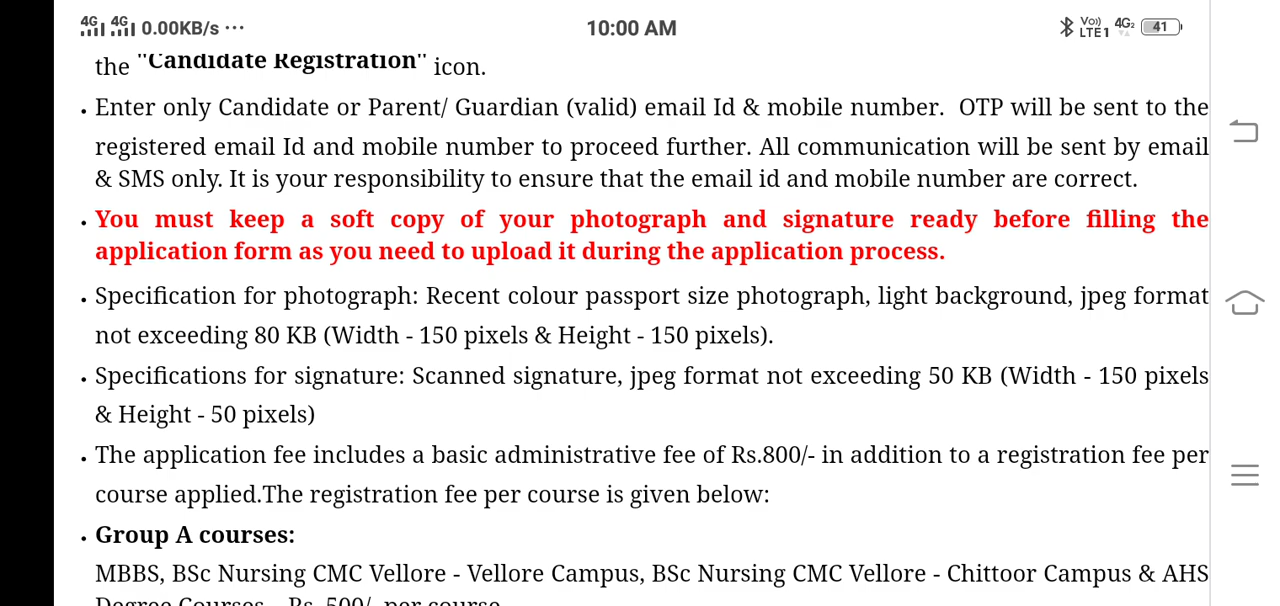 4G 4G 0.00KB/s ··· 10:00 AM Vo)) LTE1 4G2 41
the "Candidate Registration" icon.
• Enter only Candidate or Parent/ Guardian (valid) email Id & mobile number. OTP will be sent to the
registered email Id and mobile number to proceed further. All communication will be sent by email
& SMS only. It is your responsibility to ensure that the email id and mobile number are correct.
• You must keep a soft copy of your photograph and signature ready before filling the
application form as you need to upload it during the application process.
• Specification for photograph: Recent colour passport size photograph, light background, jpeg format
not exceeding 80 KB (Width - 150 pixels & Height - 150 pixels).
• Specifications for signature: Scanned signature, jpeg format not exceeding 50 KB (Width - 150 pixels
& Height - 50 pixels)
• The application fee includes a basic administrative fee of Rs.800/- in addition to a registration fee per
course applied.The registration fee per course is given below:
• Group A courses:
MBBS, BSc Nursing CMC Vellore - Vellore Campus, BSc Nursing CMC Vellore - Chittoor Campus & AHS
Degree Courses - Rs. 500/- per course